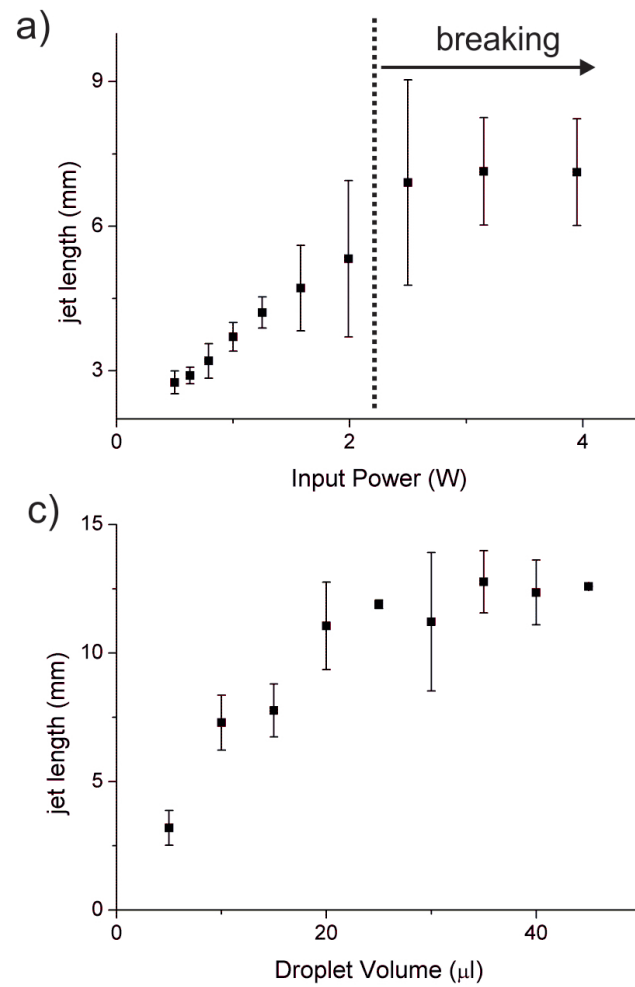 a)
breaking
9
6
3
jet length (mm)
0
2
4
Input Power (W)
c)
15
10
5
0
jet length (mm)
0
20
40
Droplet Volume (μl)